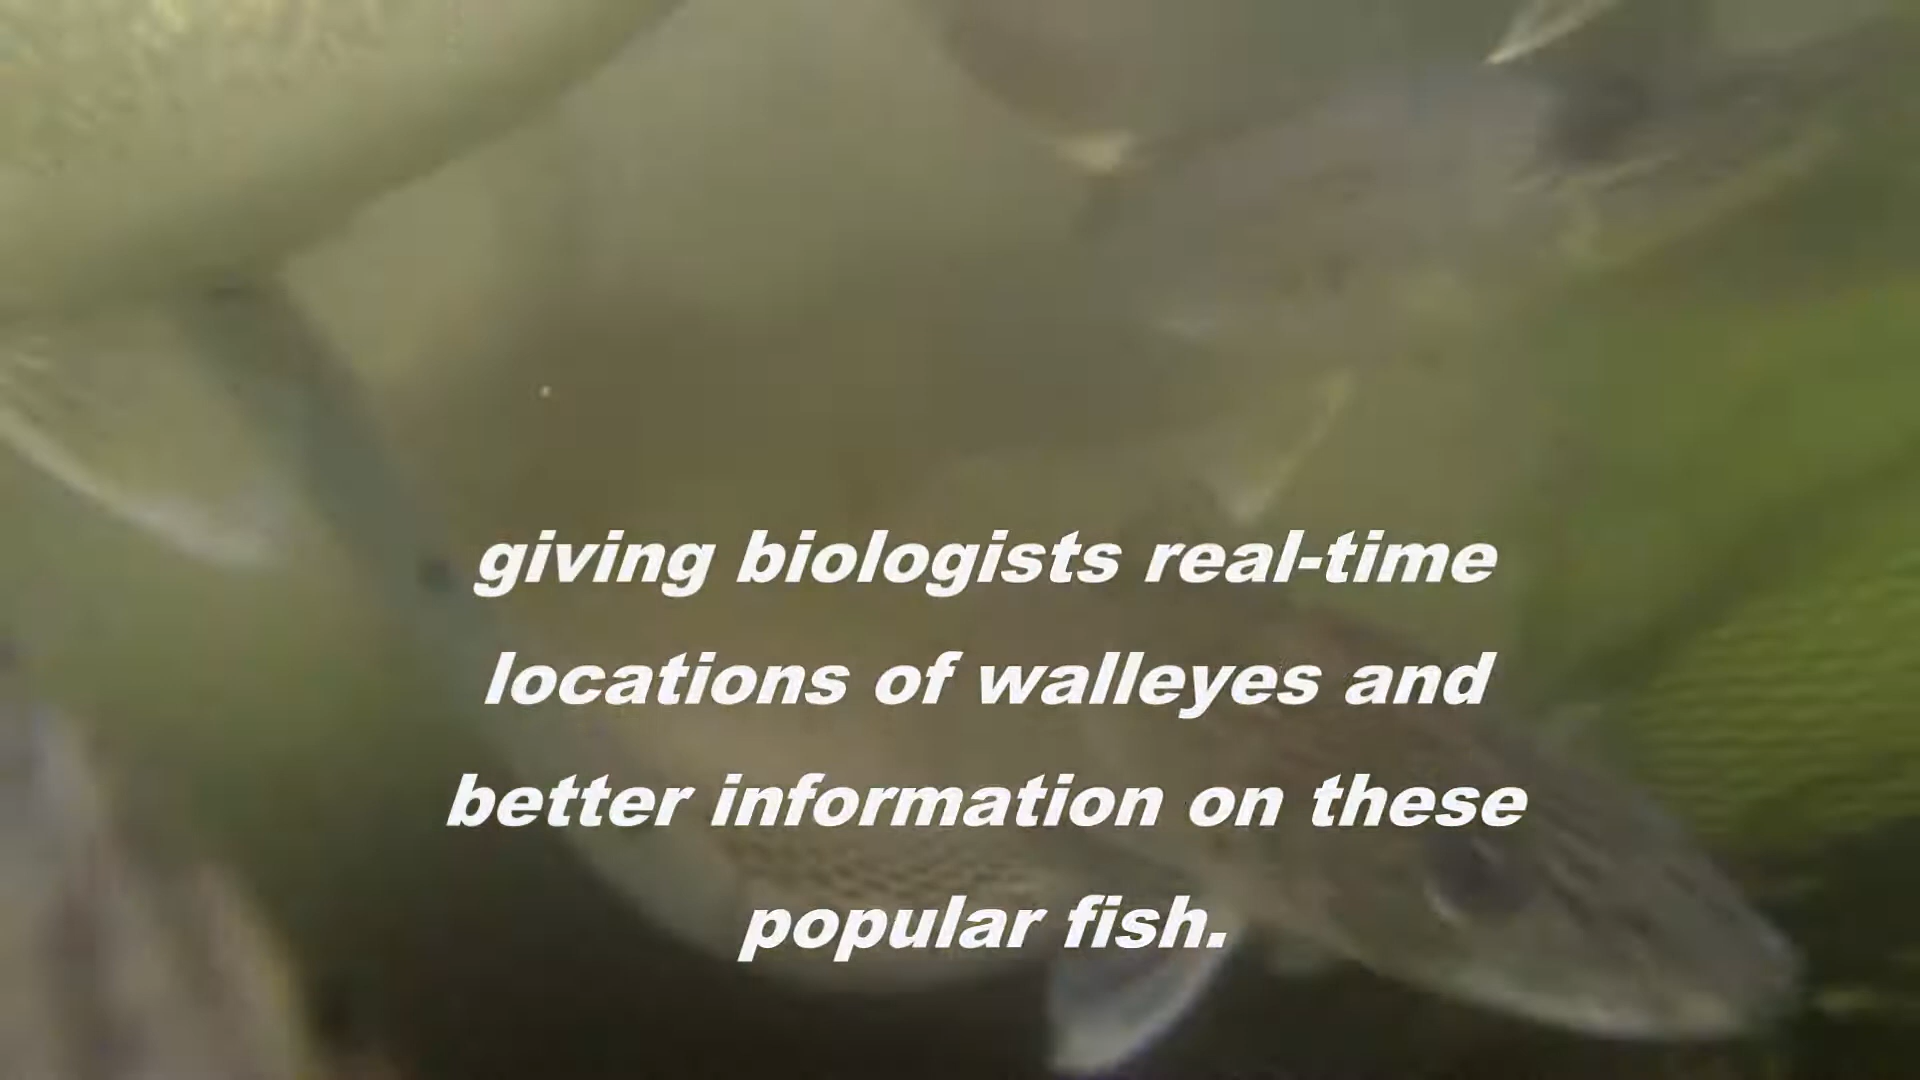 giving biologists real-time
locations of walleyes and
better information on these
popular fish.